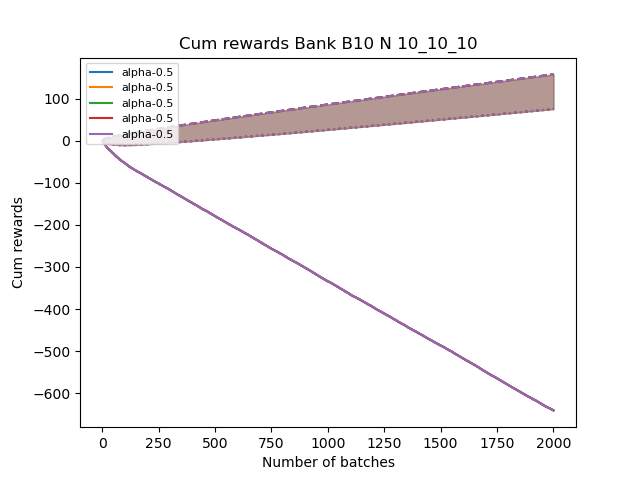 Cum rewards Bank B10 N 10_10_10
alpha-0.5
alpha-0.5
alpha-0.5
alpha-0.5
alpha-0.5
100
0
−100
−200
−300
−400
−500
−600
Cum rewards
0 250 500 750 1000 1250 1500 1750 2000
Number of batches